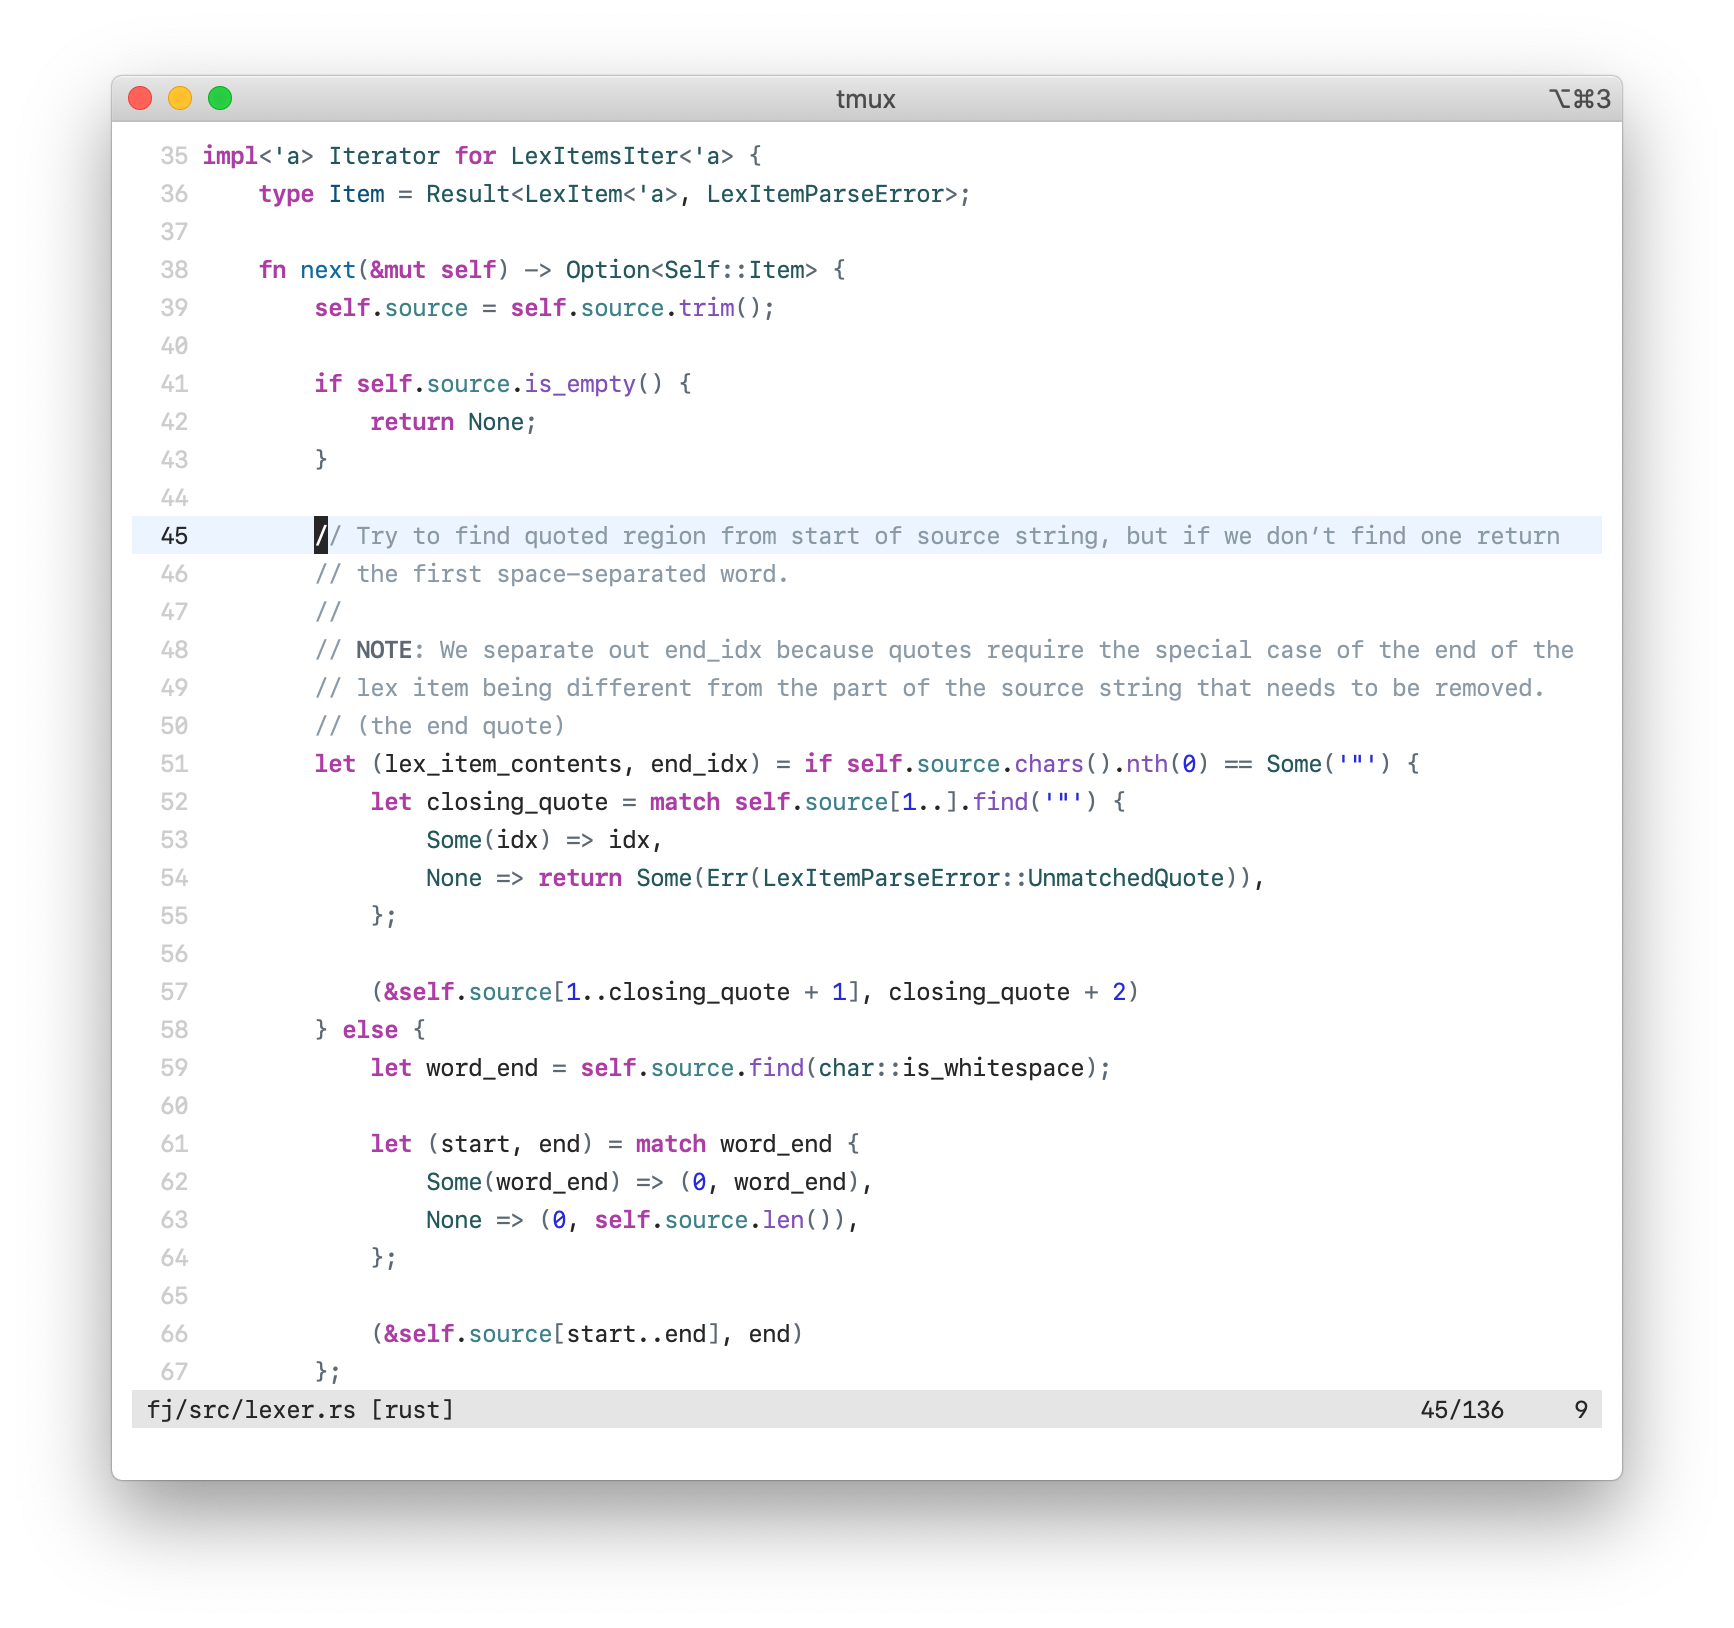 tmux ⌥⌘3
35 impl<'a> Iterator for LexItemsIter<'a> {
36     type Item = Result<LexItem<'a>, LexItemParseError>;
37
38     fn next(&mut self) -> Option<Self::Item> {
39         self.source = self.source.trim();
40
41         if self.source.is_empty() {
42             return None;
43         }
44
45         // Try to find quoted region from start of source string, but if we don’t find one return
46         // the first space-separated word.
47         //
48         // NOTE: We separate out end_idx because quotes require the special case of the end of the
49         // lex item being different from the part of the source string that needs to be removed.
50         // (the end quote)
51         let (lex_item_contents, end_idx) = if self.source.chars().nth(0) == Some('"') {
52             let closing_quote = match self.source[1..].find('"') {
53                 Some(idx) => idx,
54                 None => return Some(Err(LexItemParseError::UnmatchedQuote)),
55             };
56
57             (&self.source[1..closing_quote + 1], closing_quote + 2)
58         } else {
59             let word_end = self.source.find(char::is_whitespace);
60
61             let (start, end) = match word_end {
62                 Some(word_end) => (0, word_end),
63                 None => (0, self.source.len()),
64             };
65
66             (&self.source[start..end], end)
67         };
fj/src/lexer.rs [rust] 45/136 9